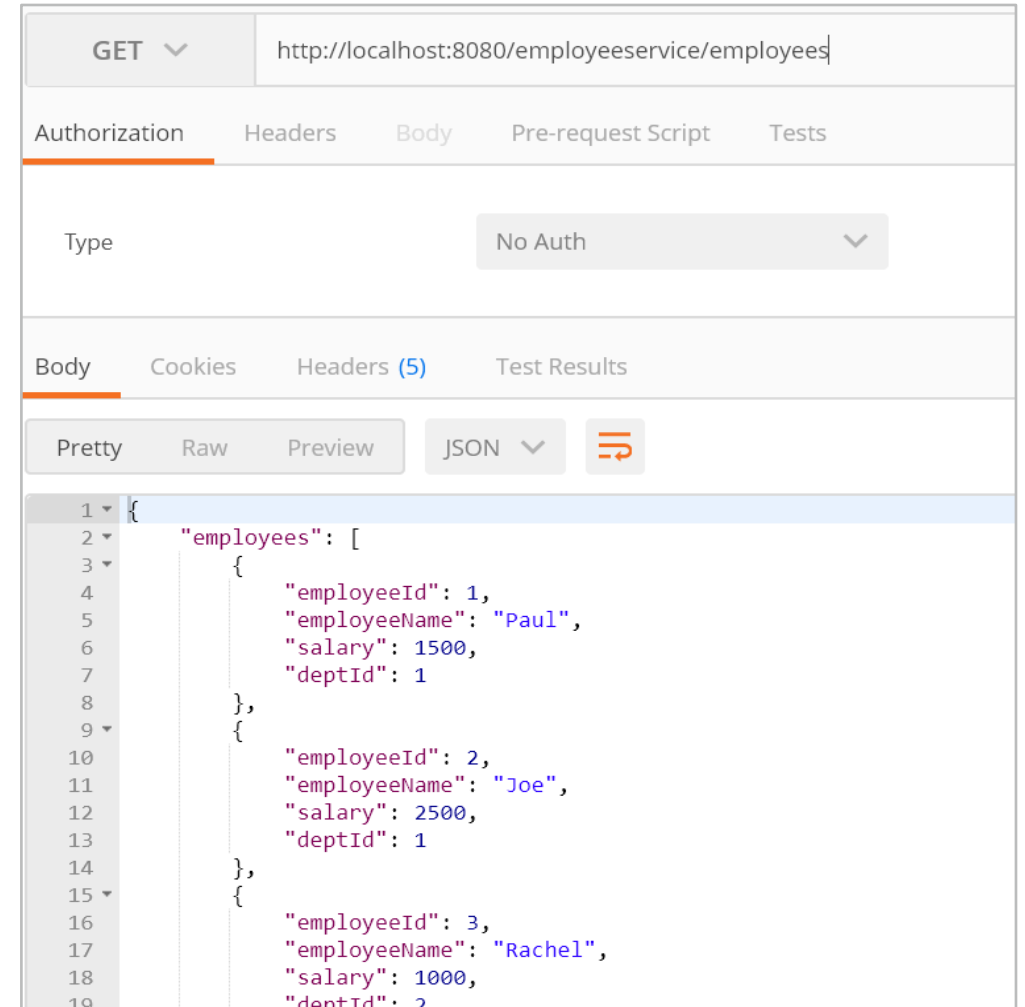 GET http://localhost:8080/employeeservice/employees
Authorization Headers Body Pre-request Script Tests
Type No Auth
Body Cookies Headers (5) Test Results
Pretty Raw Preview JSON
1 {
2 "employees": [
3 {
4 "employeeId": 1,
5 "employeeName": "Paul",
6 "salary": 1500,
7 "deptId": 1
8 },
9 {
10 "employeeId": 2,
11 "employeeName": "Joe",
12 "salary": 2500,
13 "deptId": 1
14 },
15 {
16 "employeeId": 3,
17 "employeeName": "Rachel",
18 "salary": 1000,
19 "deptId": 2